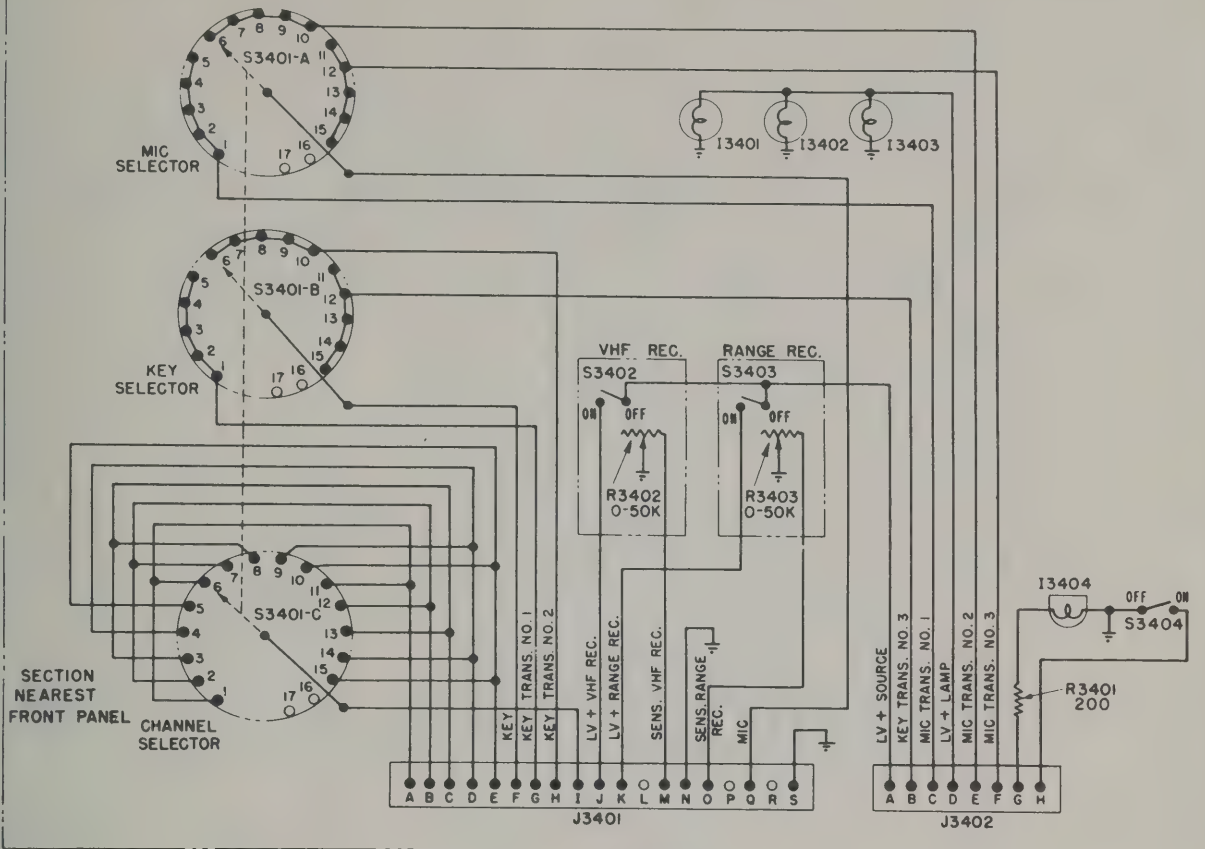 S3401-A
1
2
3
4
5
6
7
8
9
10
11
12
13
14
15
16
17
MIC
SELECTOR
I3401
I3402
I3403
S3401-B
1
2
3
4
5
6
7
8
9
10
11
12
13
14
15
16
17
KEY
SELECTOR
VHF REC.
S3402
ON
OFF
R3402
0-50K
RANGE REC.
S3403
ON
OFF
R3403
0-50K
S3401-C
1
2
3
4
5
6
7
8
9
10
11
12
13
14
15
16
17
SECTION
NEAREST
FRONT PANEL
CHANNEL
SELECTOR
I3404
OFF
ON
S3404
R3401
200
KEY
KEY TRANS. NO. 1
KEY TRANS. NO. 2
LV + VHF REC.
LV + RANGE REC.
SENS. VHF REC.
SENS. RANGE
REC.
MIC
LV + SOURCE
KEY TRANS. NO. 3
MIC TRANS. NO. 1
LV + LAMP
MIC TRANS. NO. 2
MIC TRANS. NO. 3
A B C D E F G H I J K L M N O P Q R S
J3401
A B C D E F G H
J3402